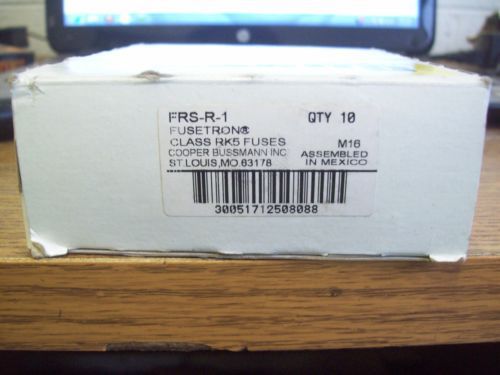 FRS-R-1 QTY 10
FUSETRON®
CLASS RK5 FUSES M16
COOPER BUSSMANN INC ASSEMBLED
ST.LOUIS,MO.63178 IN MEXICO
30051712508088